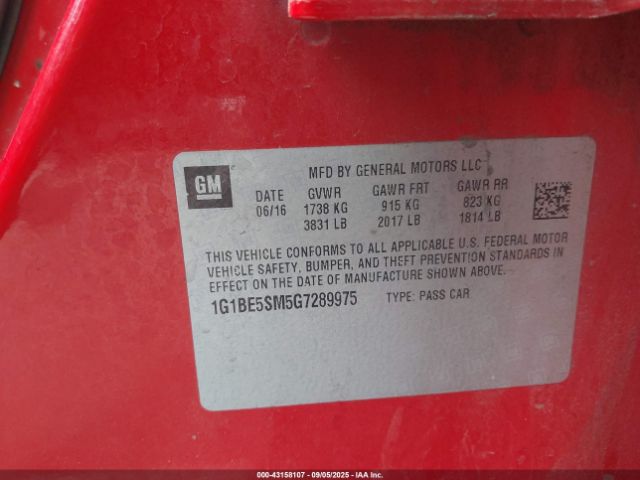 GM
MFD BY GENERAL MOTORS LLC
DATE GVWR GAWR FRT GAWR RR
06/16 1738 KG 915 KG 823 KG
3831 LB 2017 LB 1814 LB
THIS VEHICLE CONFORMS TO ALL APPLICABLE U.S. FEDERAL MOTOR
VEHICLE SAFETY, BUMPER, AND THEFT PREVENTION STANDARDS IN
EFFECT ON THE DATE OF MANUFACTURE SHOWN ABOVE.
1G1BE5SM5G7289975 TYPE: PASS CAR
000-43158107 - 09/05/2025 - IAAI.COM